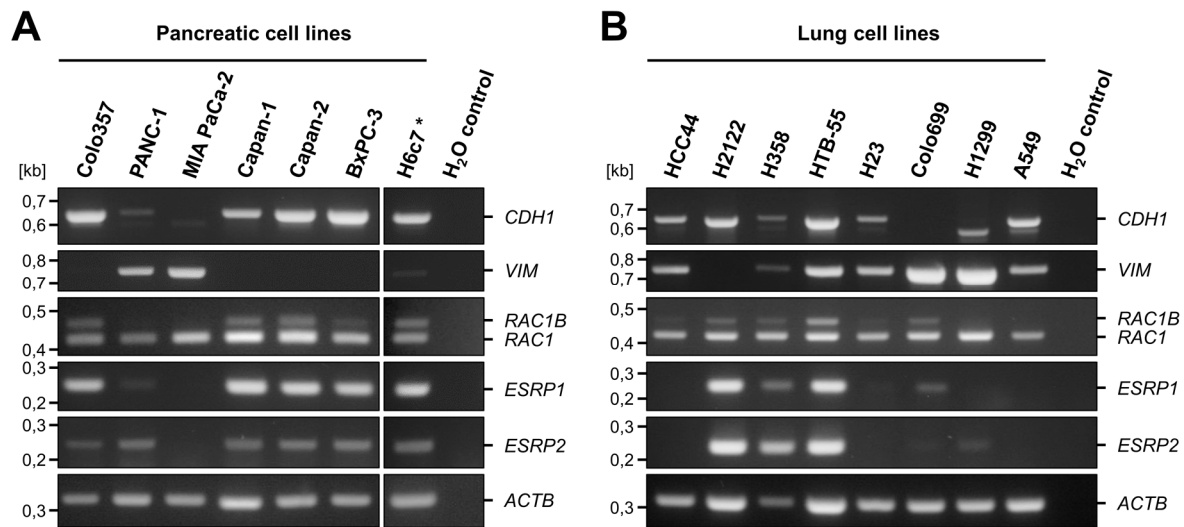 A
Pancreatic cell lines
Colo357
PANC-1
MIA PaCa-2
Capan-1
Capan-2
BxPC-3
H6c7 *
H₂O control
[kb]
0,7
0,6
CDH1
0,8
0,7
VIM
0,5
0,4
RAC1B
RAC1
0,3
0,2
ESRP1
0,3
0,2
ESRP2
0,3
ACTB
B
Lung cell lines
HCC44
H2122
H358
HTB-55
H23
Colo699
H1299
A549
H₂O control
[kb]
0,7
0,6
CDH1
0,8
0,7
VIM
0,5
0,4
RAC1B
RAC1
0,3
0,2
ESRP1
0,3
0,2
ESRP2
0,3
ACTB